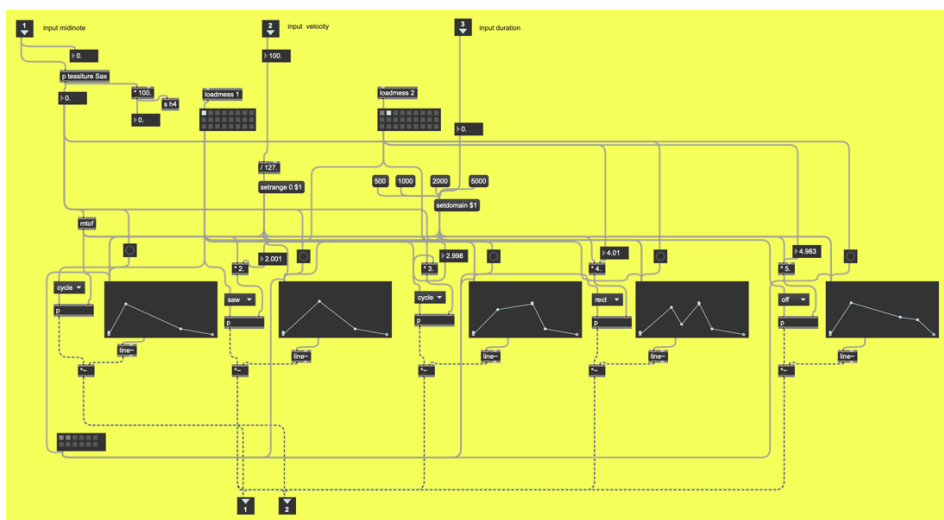 1 input midinote
2 input velocity
3 input duration
0.
100.
p tessiture Sax
* 100.
loadmess 1
loadmess 2
0.
s h4
0.
0.
/ 127.
500 1000 2000 5000
setrange 0 $1
setdomain $1
mtof
* 2.
2.001
* 3.
2.998
* 4.
4.01
* 5.
4.983
cycle
saw
cycle
rect
off
p
p
p
p
p
line~
line~
line~
line~
line~
*~
*~
*~
*~
*~
1
2